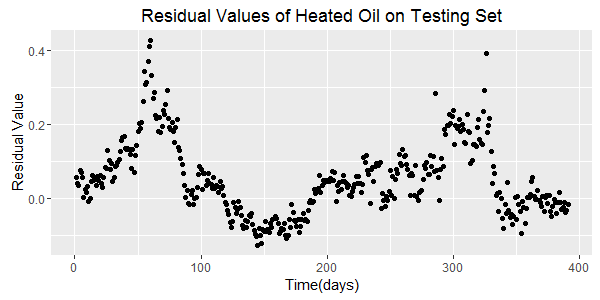 Residual Values of Heated Oil on Testing Set
Residual Value
0.4
0.2
0.0
0
100
200
300
400
Time(days)